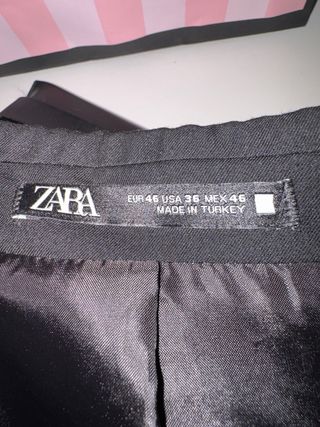 ZARA
EUR 46 USA 36 MEX 46
MADE IN TURKEY